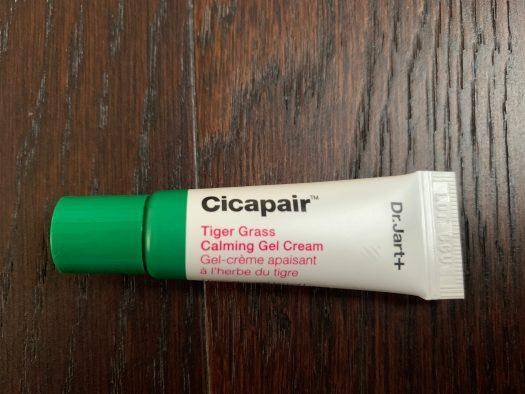 Cicapair™
Tiger Grass
Calming Gel Cream
Gel-crème apaisant
à l'herbe du tigre
Dr.Jart+